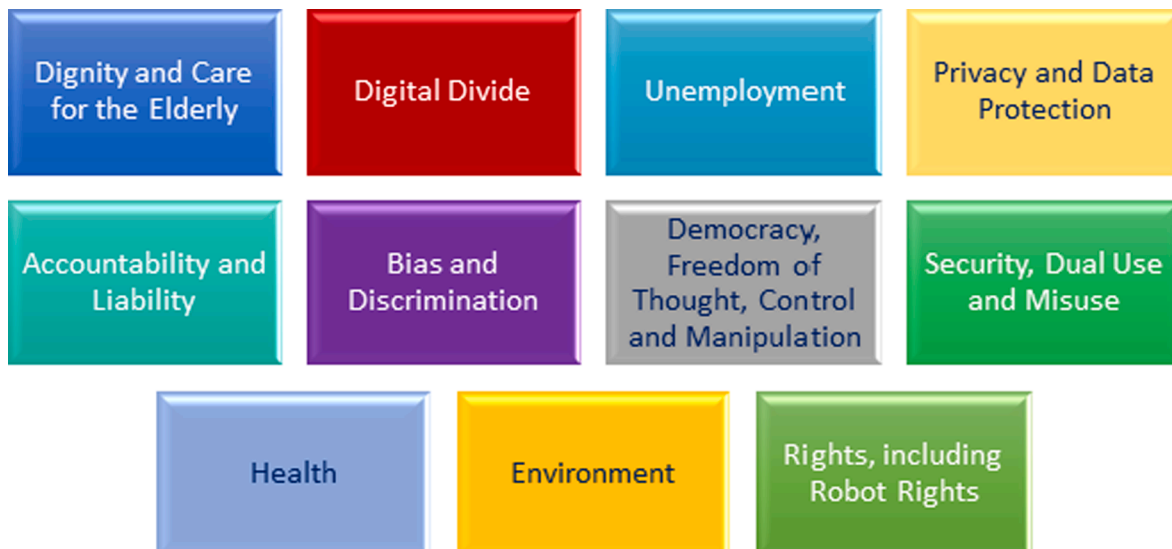 Dignity and Care
for the Elderly
Digital Divide
Unemployment
Privacy and Data
Protection
Accountability and
Liability
Bias and
Discrimination
Democracy,
Freedom of
Thought, Control
and Manipulation
Security, Dual Use
and Misuse
Health
Environment
Rights, including
Robot Rights